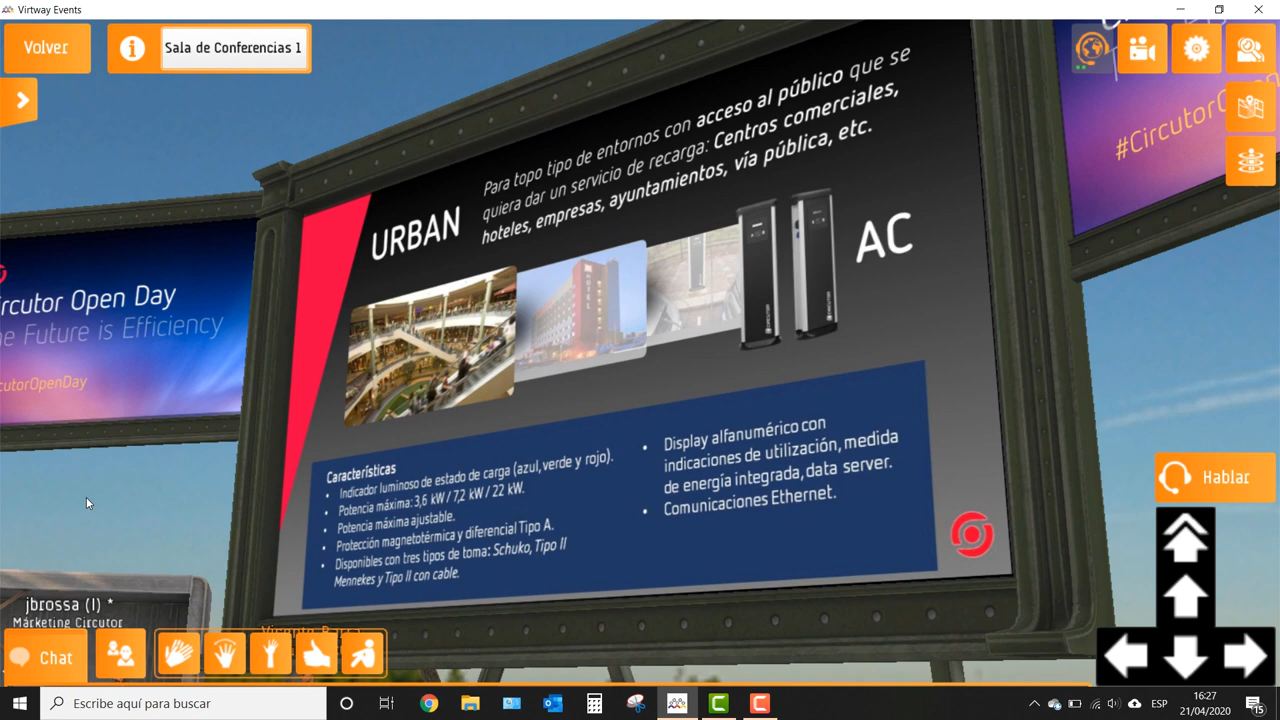 Virtway Events
Volver
Sala de Conferencias 1
Para topo tipo de entornos con acceso al público que se
quiera dar un servicio de recarga: Centros comerciales,
hoteles, empresas, ayuntamientos, vía pública, etc.
URBAN
AC
HOTEL
CIRCUTOR
Características
• Indicador luminoso de estado de carga (azul, verde y rojo).
• Potencia máxima: 3,6 kW / 7,2 kW / 22 kW.
• Potencia máxima ajustable.
• Protección magnetotérmica y diferencial Tipo A.
• Disponibles con tres tipos de toma: Schuko, Tipo II
Mennekes y Tipo II con cable.
• Display alfanumérico con
indicaciones de utilización, medida
de energía integrada, data server.
• Comunicaciones Ethernet.
ircutor Open Day
he Future is Efficiency
cutorOpenDay
#CircutorOpen
Hablar
jbrossa (I) *
Márketing Circutor
Chat
Escribe aquí para buscar
ESP
16:27
21/04/2020
15